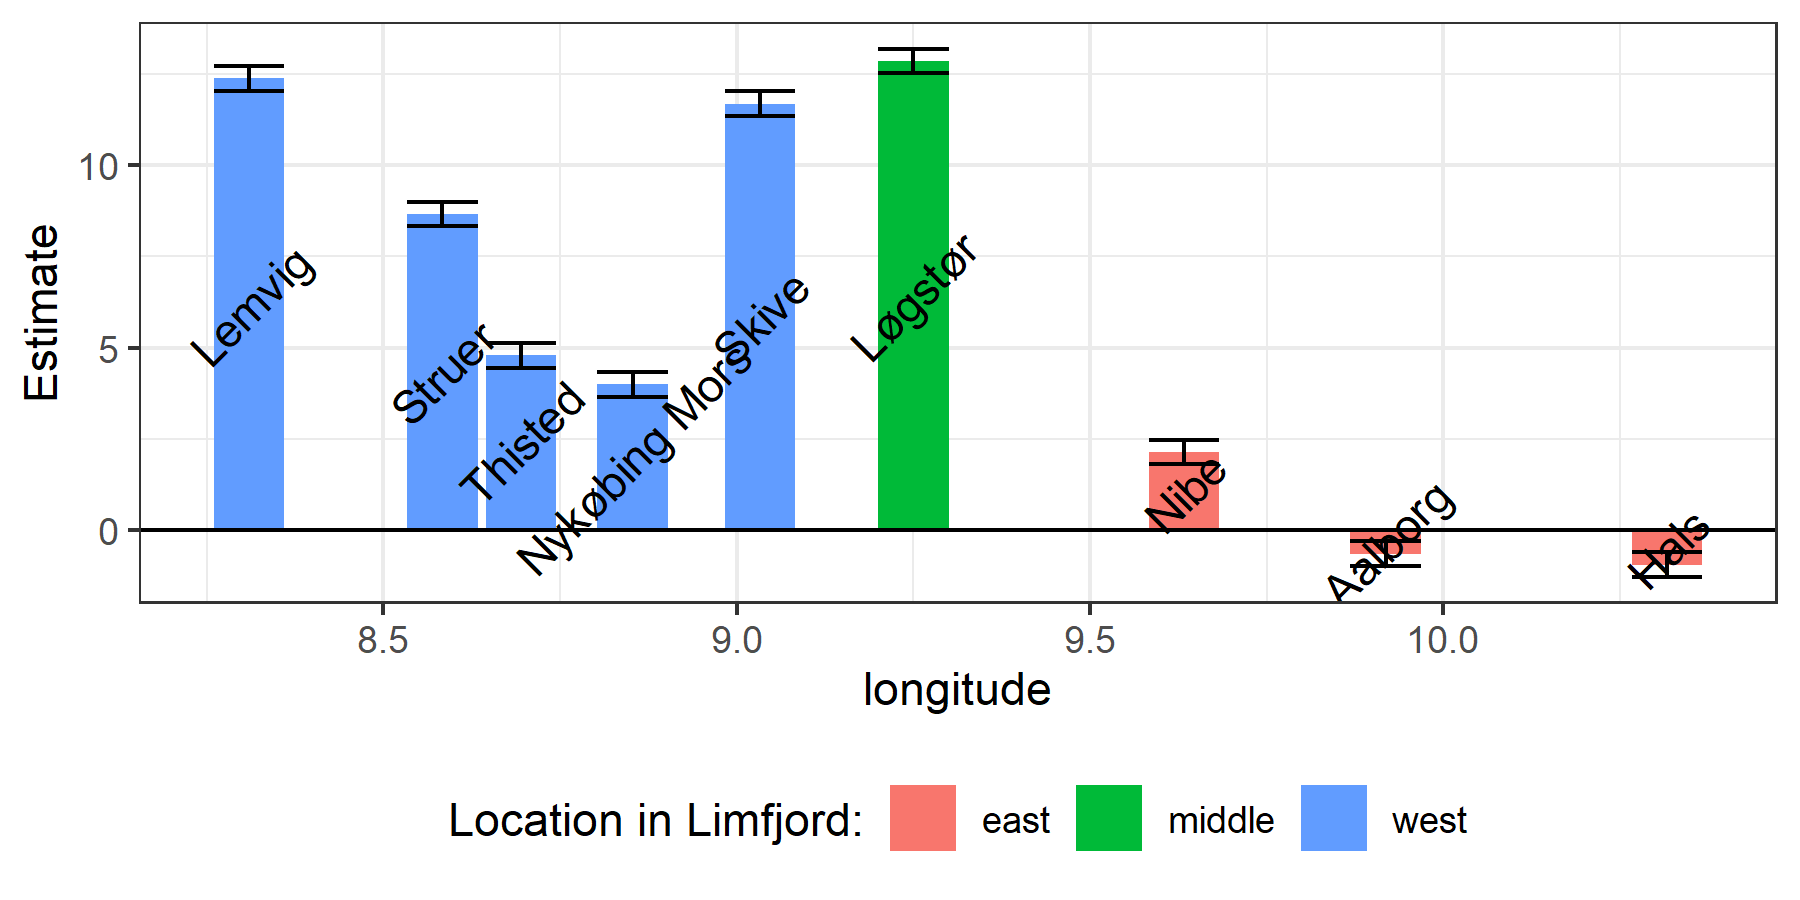 Estimate
10
5
0
Lemvig
Struer
Thisted
Nykøbing Mors
Skive
Løgstør
Nibe
Aalborg
Hals
8.5 9.0 9.5 10.0
longitude
Location in Limfjord: east middle west